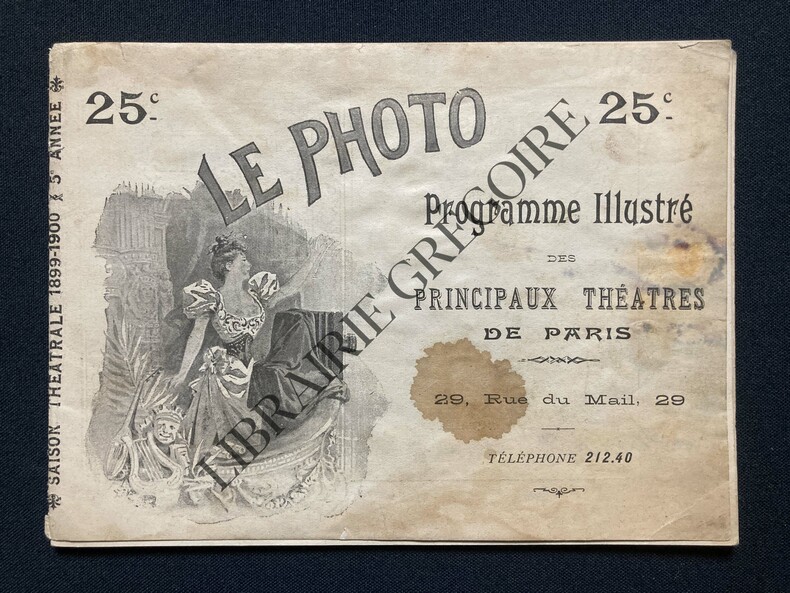 25c.
LE PHOTO
25c.
Programme Illustré
DES
PRINCIPAUX THÉATRES
DE PARIS
29, Rue du Mail, 29
TÉLÉPHONE 212.40
SAISON THÉATRALE 1899-1900 5e ANNÉE
LIBRAIRIE GREGOIRE